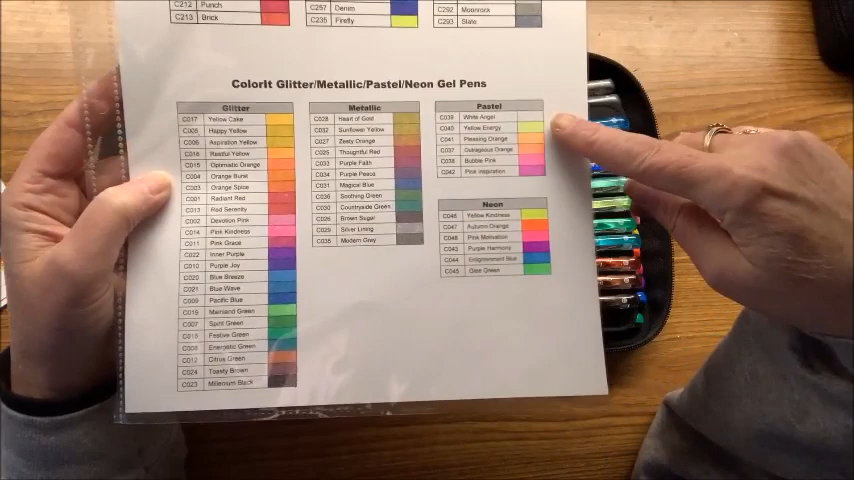 C212 Punch
C213 Brick
C257 Denim
C235 Firefly
C292 Moonrock
C293 Slate
ColorIt Glitter/Metallic/Pastel/Neon Gel Pens
Glitter
C017 Yellow Cake
C005 Happy Yellow
C006 Aspiration Yellow
C016 Restful Yellow
C015 Optimistic Orange
C004 Orange Burst
C003 Orange Spice
C001 Radiant Red
C013 Rad Serenity
C002 Devotion Pink
C014 Pink Kindness
C011 Pink Grace
C022 Inner Purple
C010 Purple Joy
C020 Blue Breeze
C021 Blue Wave
C009 Pacific Blue
C019 Mainland Green
C007 Spirit Green
C018 Festive Green
C008 Energetic Green
C012 Citrus Green
C024 Toasty Brown
C023 Millenium Black
Metallic
C028 Heart of Gold
C032 Sunflower Yellow
C027 Zesty Orange
C025 Thoughtful Red
C033 Purple Faith
C034 Purple Peace
C031 Magical Blue
C036 Soothing Green
C030 Countryside Green
C026 Brown Sugar
C029 Silver Lining
C035 Modern Grey
Pastel
C039 White Angel
C040 Yellow Energy
C041 Pleasing Orange
C037 Outrageous Orange
C038 Bubble Pink
C042 Pink Inspiration
Neon
C046 Yellow Kindness
C047 Autumn Orange
C048 Pink Motivation
C043 Purple Harmony
C044 Enlightenment Blue
C045 Glee Green